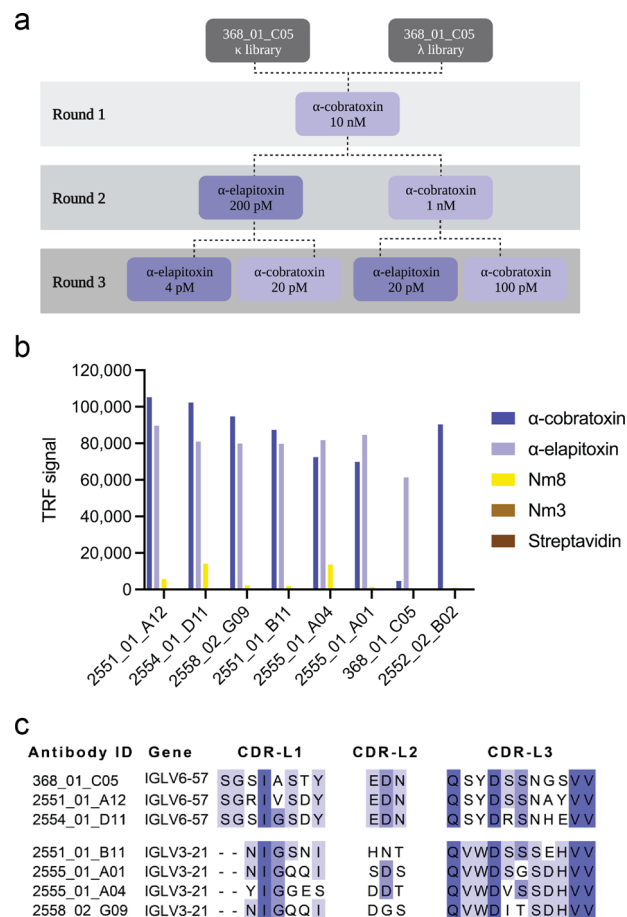 a
368_01_C05
κ library
368_01_C05
λ library
Round 1
α-cobratoxin
10 nM
Round 2
α-elapitoxin
200 pM
α-cobratoxin
1 nM
Round 3
α-elapitoxin
4 pM
α-cobratoxin
20 pM
α-elapitoxin
20 pM
α-cobratoxin
100 pM
b
TRF signal
120,000
100,000
80,000
60,000
40,000
20,000
0
2551_01_A12
2554_01_D11
2558_02_G09
2551_01_B11
2555_01_A04
2555_01_A01
368_01_C05
2552_02_B02
α-cobratoxin
α-elapitoxin
Nm8
Nm3
Streptavidin
c
Antibody ID Gene CDR-L1 CDR-L2 CDR-L3
368_01_C05 IGLV6-57 SGSIASTY EDN QSYDSSNGSVV
2551_01_A12 IGLV6-57 SGRIVSDY EDN QSYDSSNAYVV
2554_01_D11 IGLV6-57 SGSIGSDY EDN QSYDRSNHEVV
2551_01_B11 IGLV3-21 --NIGSNI HNT QVWDSSSEHVV
2555_01_A01 IGLV3-21 --NIGQQI SDS QVWDSGSDHVV
2555_01_A04 IGLV3-21 --YIGGES DDT QVWDVSSDHVV
2558_02_G09 IGLV3-21 --NIGQQI DGS QVWDITSDHVV